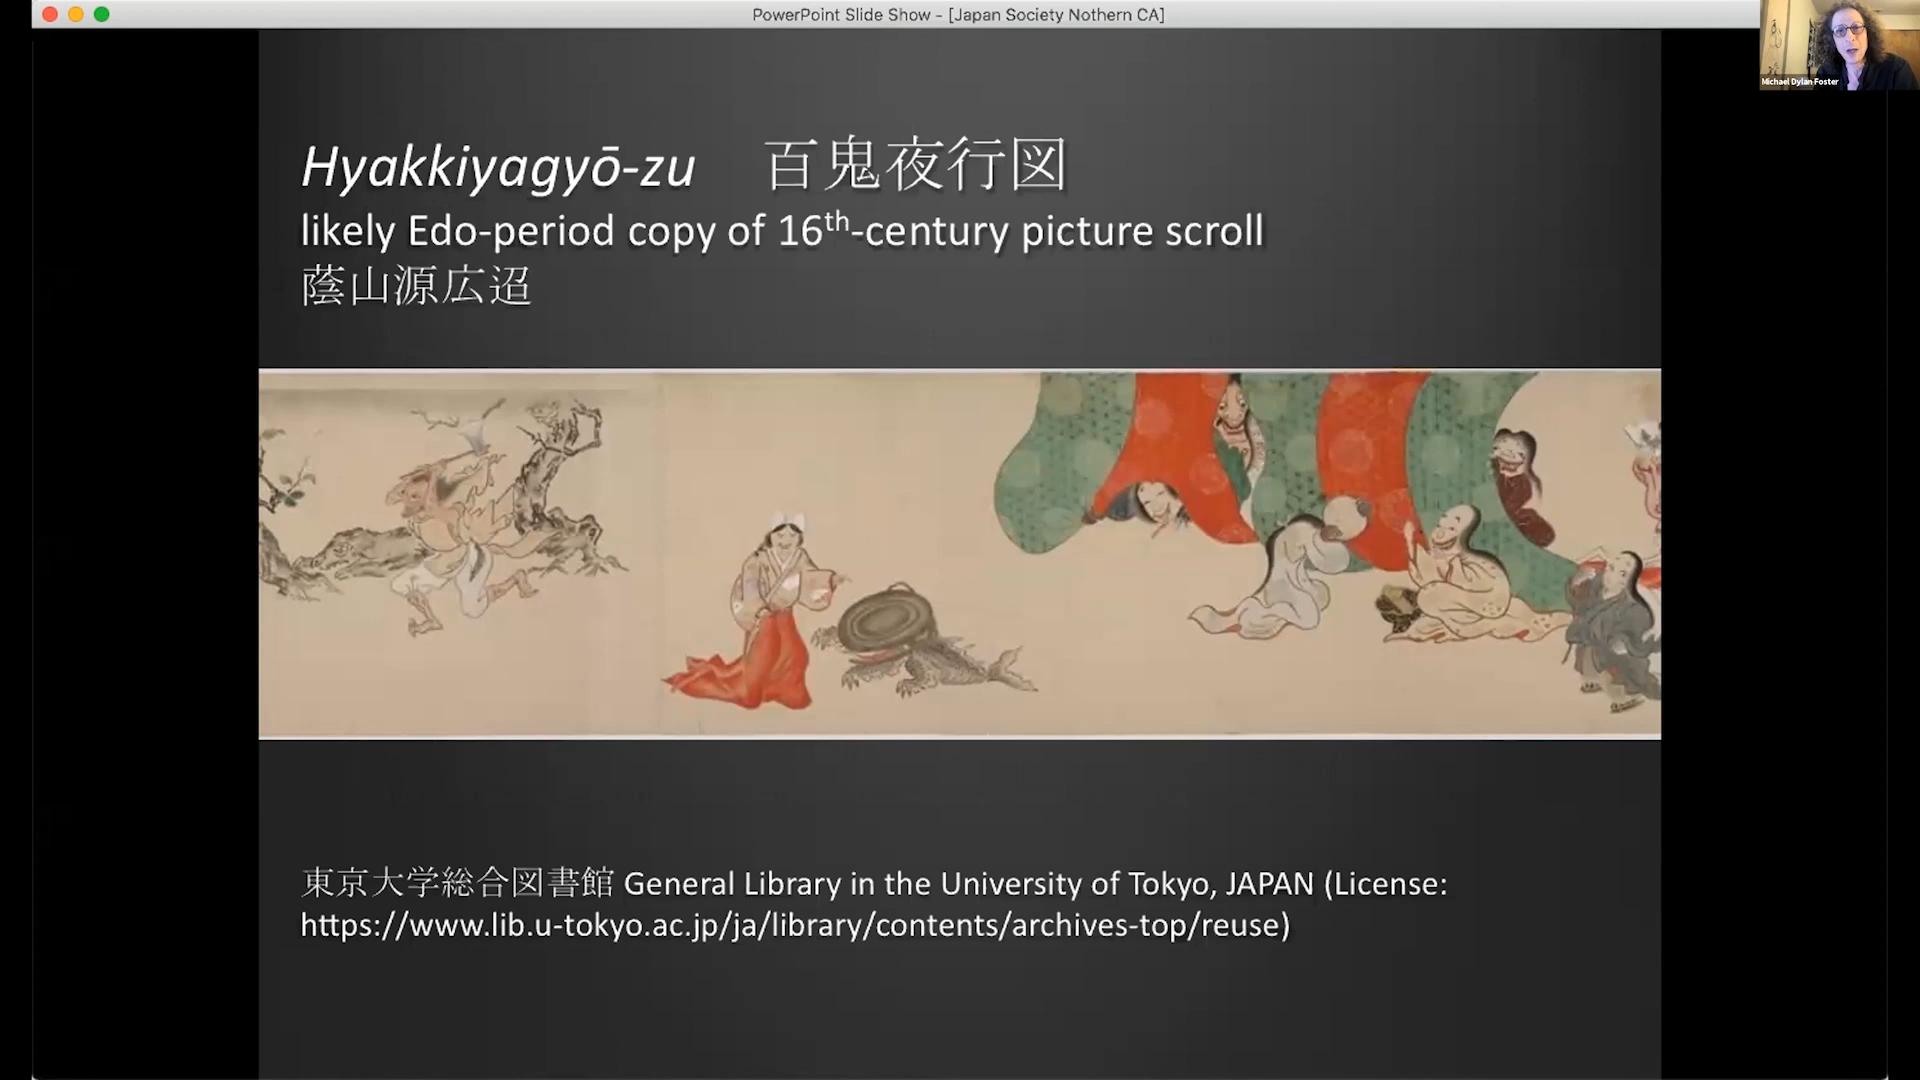 PowerPoint Slide Show - [Japan Society Nothern CA]
Michael Dylan Foster
Hyakkiyagyō-zu 百鬼夜行図
likely Edo-period copy of 16th-century picture scroll
蔭山源広迢
東京大学総合図書館 General Library in the University of Tokyo, JAPAN (License:
https://www.lib.u-tokyo.ac.jp/ja/library/contents/archives-top/reuse)